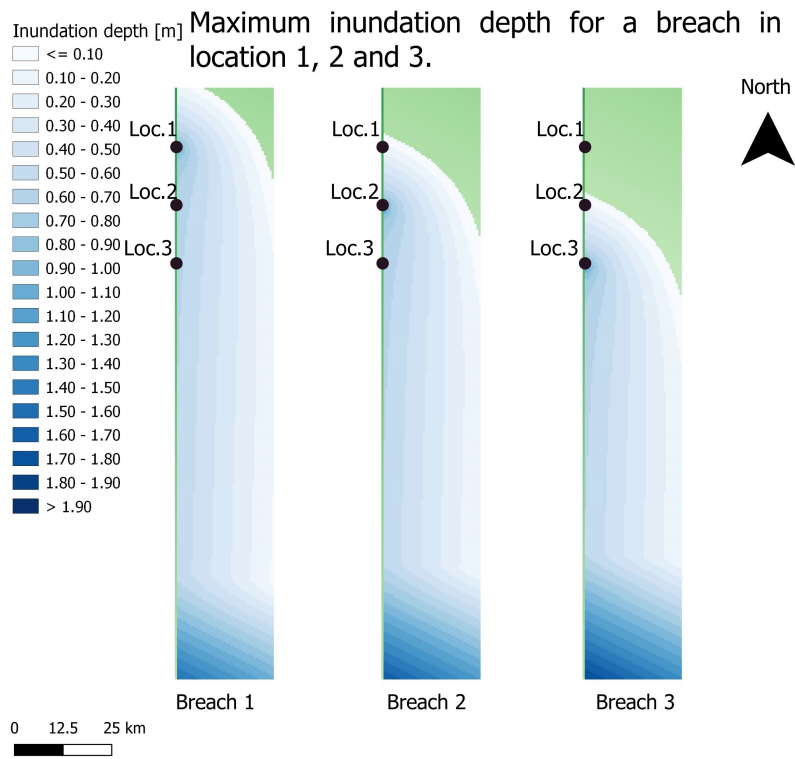 Maximum inundation depth for a breach in
location 1, 2 and 3.
Inundation depth [m]
<= 0.10
0.10 - 0.20
0.20 - 0.30
0.30 - 0.40
0.40 - 0.50
0.50 - 0.60
0.60 - 0.70
0.70 - 0.80
0.80 - 0.90
0.90 - 1.00
1.00 - 1.10
1.10 - 1.20
1.20 - 1.30
1.30 - 1.40
1.40 - 1.50
1.50 - 1.60
1.60 - 1.70
1.70 - 1.80
1.80 - 1.90
> 1.90
Loc.1
Loc.2
Loc.3
Breach 1
Loc.1
Loc.2
Loc.3
Breach 2
Loc.1
Loc.2
Loc.3
Breach 3
North
0 12.5 25 km